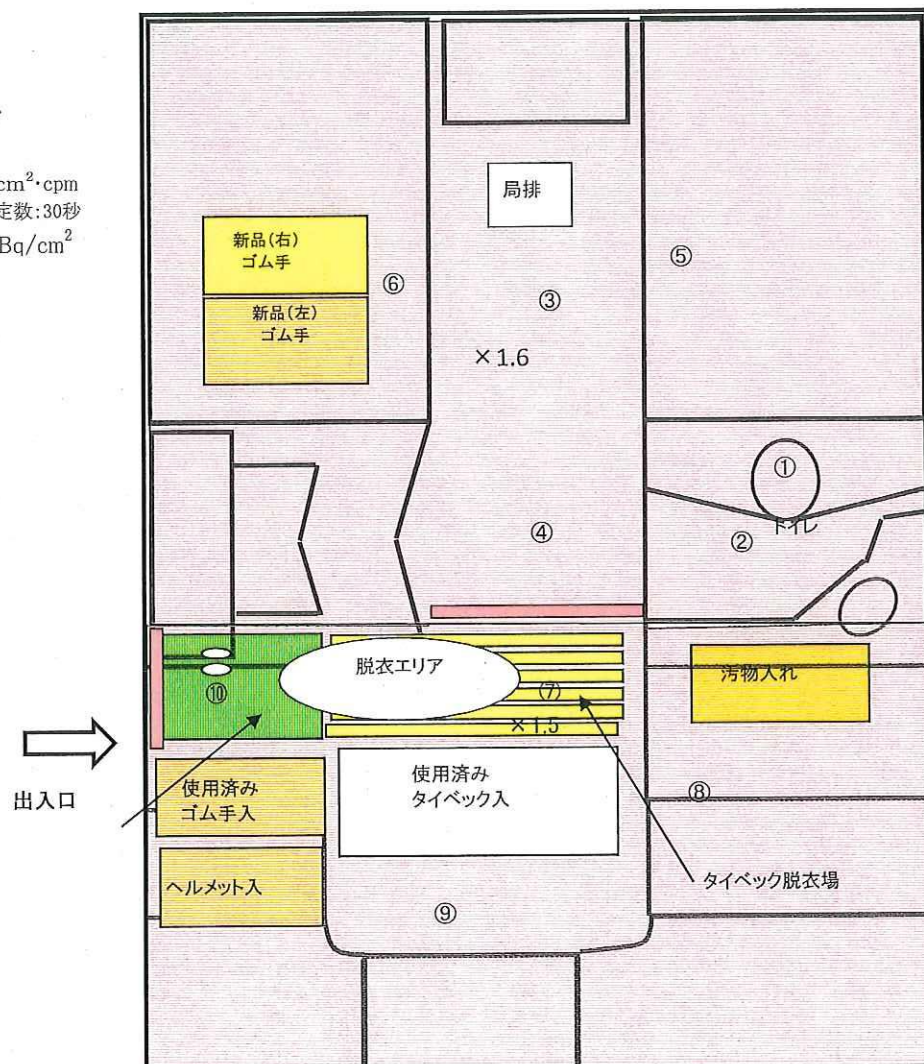 cm²・cpm
定数:30秒
Bq/cm²
局排
新品(右)
ゴム手
新品(左)
ゴム手
⑥
⑤
③
×1.6
①
トイレ
②
④
脱衣エリア
⑩
⑦
×1.5
汚物入れ
出入口
使用済み
ゴム手入
使用済み
タイベック入
⑧
ヘルメット入
タイベック脱衣場
⑨